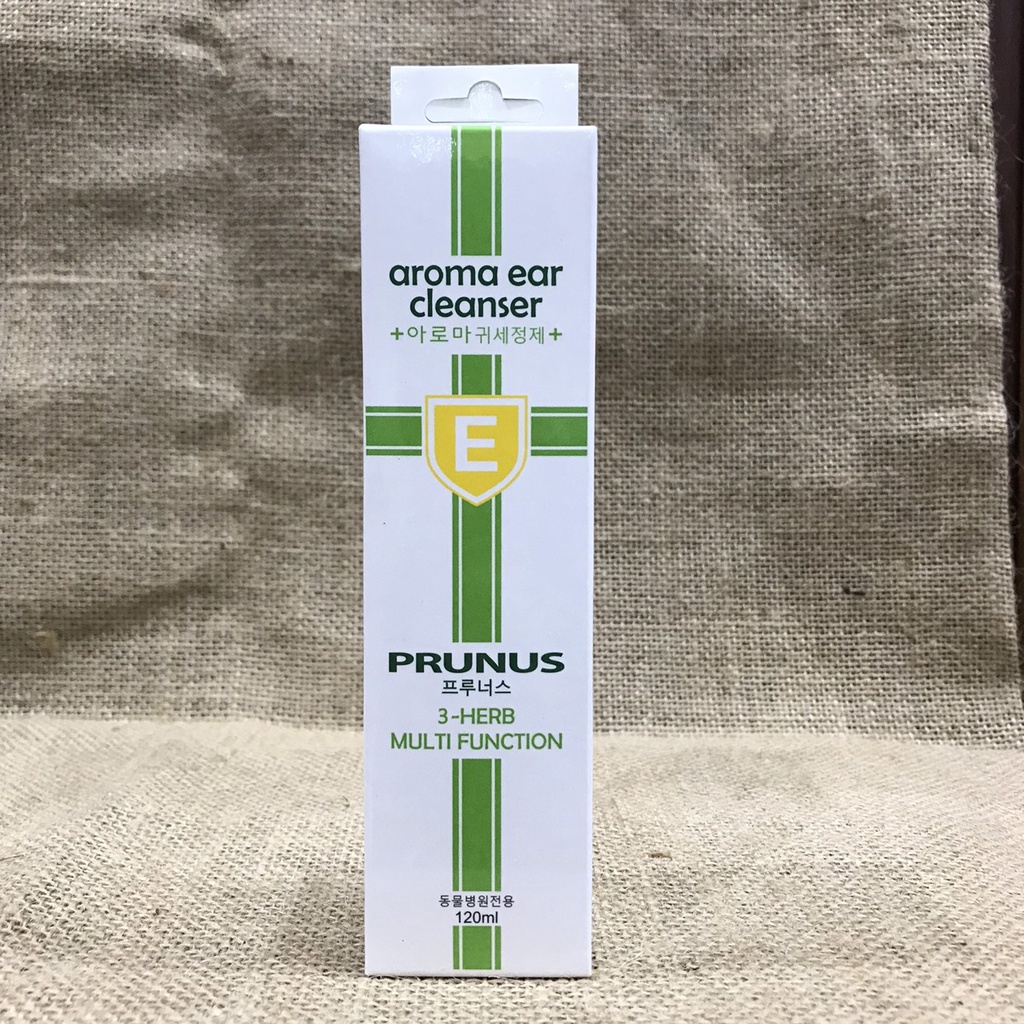 aroma ear
cleanser
+아로마 귀세정제+
E
PRUNUS
프루너스
3-HERB
MULTI FUNCTION
동물병원전용
120ml